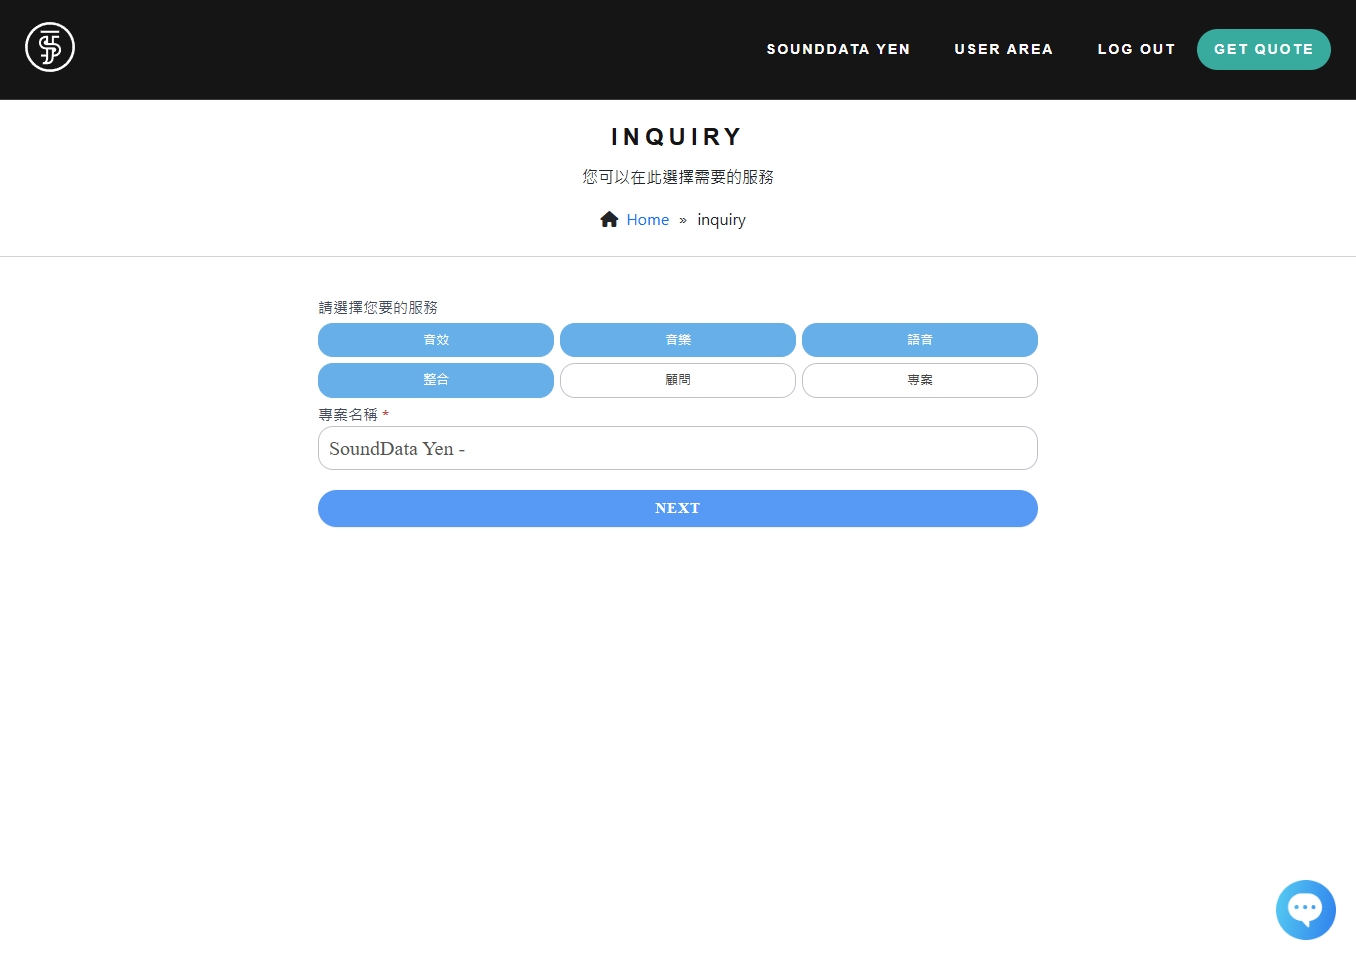 SOUNDDATA YEN USER AREA LOG OUT GET QUOTE
INQUIRY
您可以在此選擇需要的服務
Home » inquiry
請選擇您要的服務
音效 音樂 語音
整合 顧問 專案
專案名稱 *
SoundData Yen -
NEXT